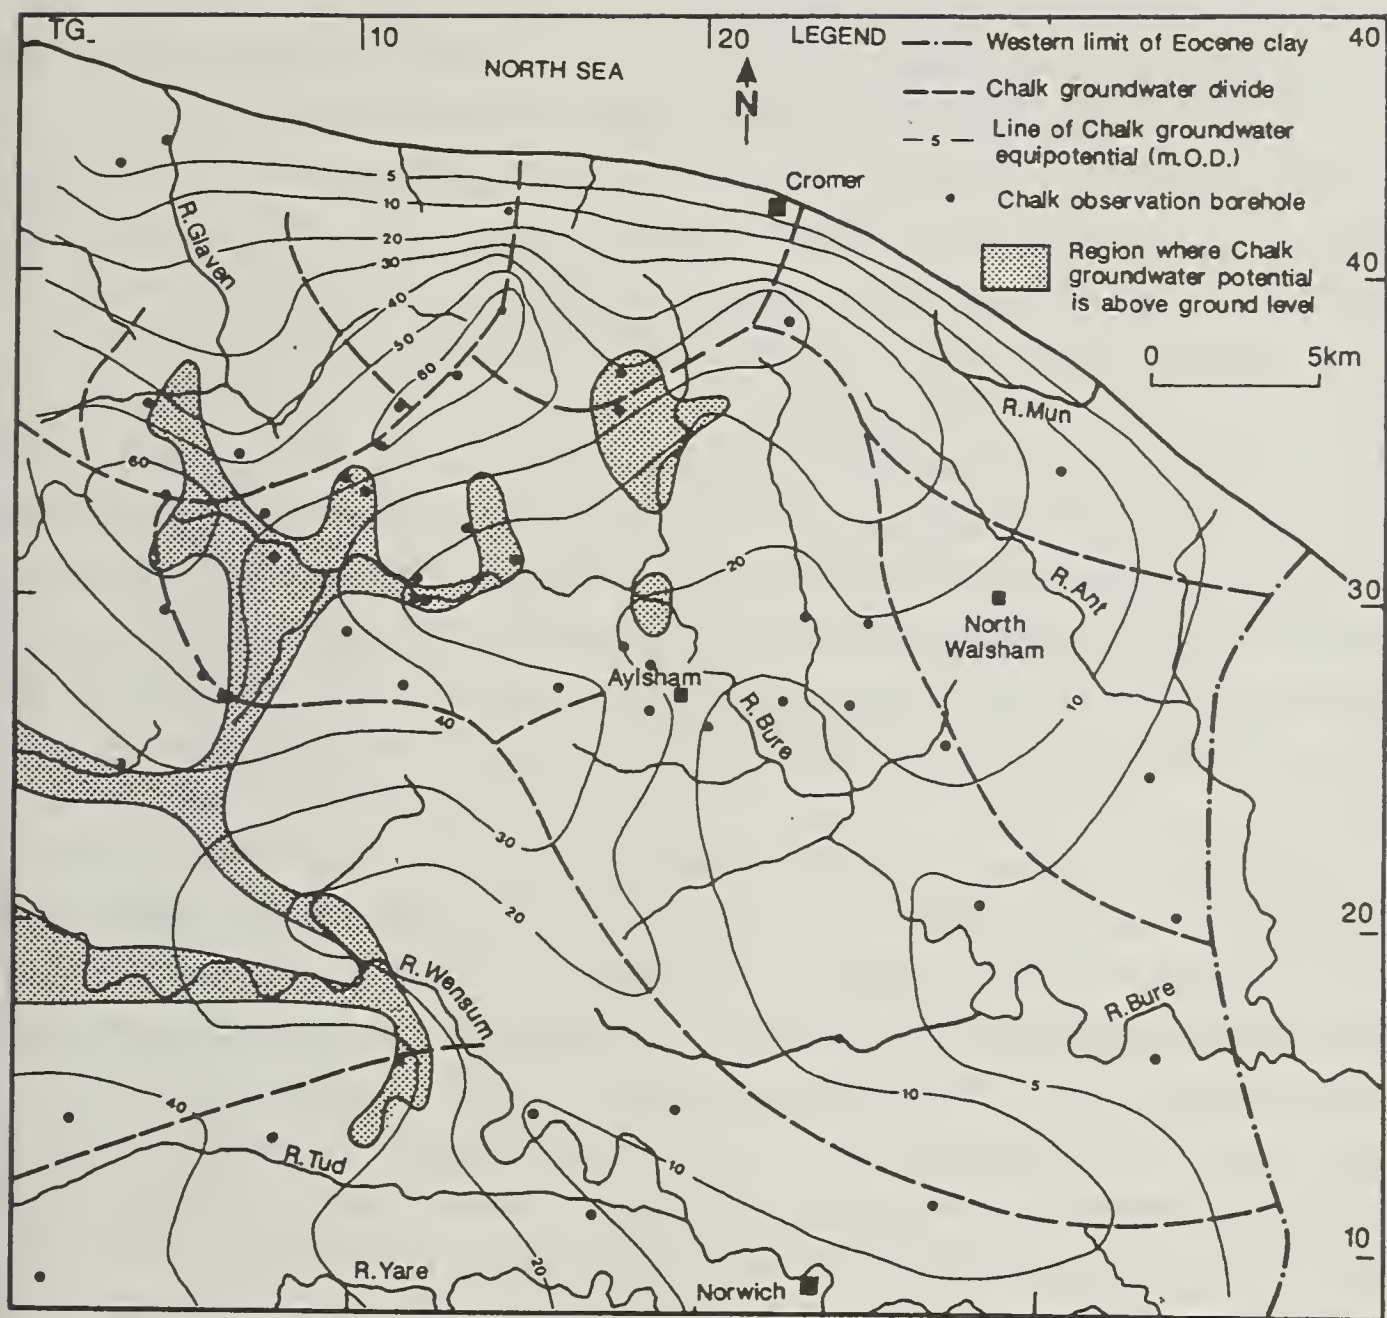 TG_
10
20
LEGEND
Western limit of Eocene clay
40
NORTH SEA
N
Chalk groundwater divide
5
Line of Chalk groundwater
equipotential (m.O.D.)
Chalk observation borehole
Cromer
5
10
R.Glaven
20
30
Region where Chalk
groundwater potential
is above ground level
40
40
50
60
0
5km
R.Mun
60
20
R.Ant
30
North
Walsham
Aylsham
R.Bure
10
40
30
20
20
R.Wensum
R.Bure
10
5
40
R.Tud
10
10
20
R.Yare
Norwich